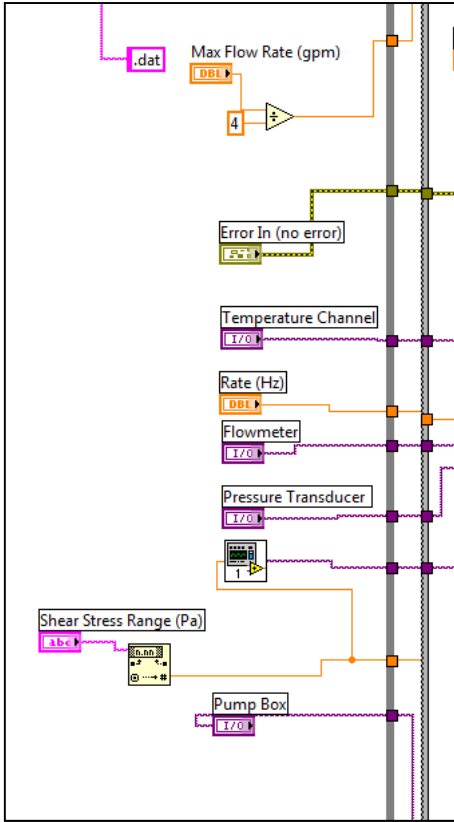 .dat
Max Flow Rate (gpm)
DBL
4
÷
Error In (no error)
Temperature Channel
I/O
Rate (Hz)
DBL
Flowmeter
I/O
Pressure Transducer
I/O
1
Shear Stress Range (Pa)
abc
n.nn
#
Pump Box
I/O